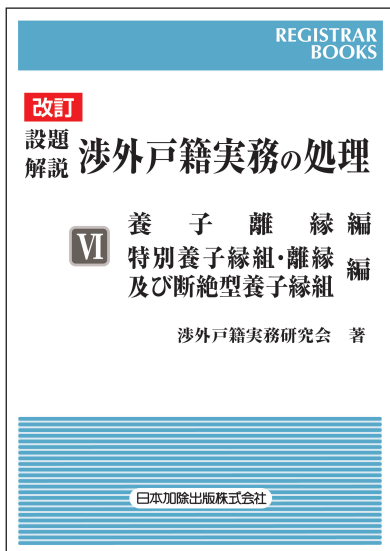 REGISTRAR
BOOKS
改訂
設題
解説 渉外戸籍実務の処理
Ⅵ
養子離縁編
特別養子縁組・離縁
及び断絶型養子縁組
編
渉外戸籍実務研究会 著
日本加除出版株式会社